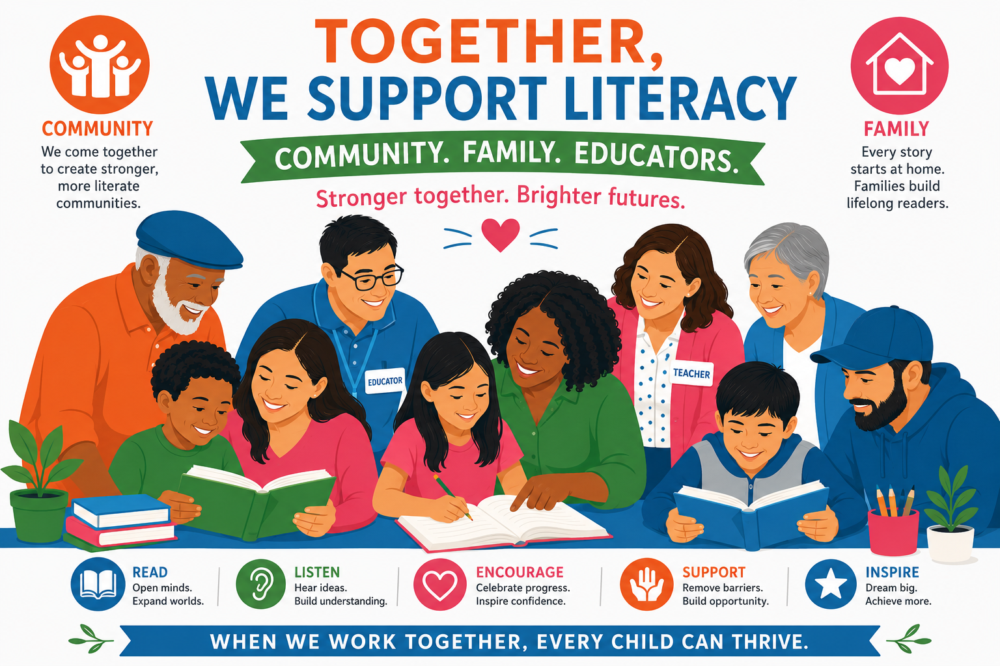 TOGETHER,
WE SUPPORT LITERACY
COMMUNITY. FAMILY. EDUCATORS.
Stronger together. Brighter futures.
COMMUNITY
We come together
to create stronger,
more literate
communities.
FAMILY
Every story
starts at home.
Families build
lifelong readers.
EDUCATOR
TEACHER
READ
Open minds.
Expand worlds.
LISTEN
Hear ideas.
Build understanding.
ENCOURAGE
Celebrate progress.
Inspire confidence.
SUPPORT
Remove barriers.
Build opportunity.
INSPIRE
Dream big.
Achieve more.
WHEN WE WORK TOGETHER, EVERY CHILD CAN THRIVE.